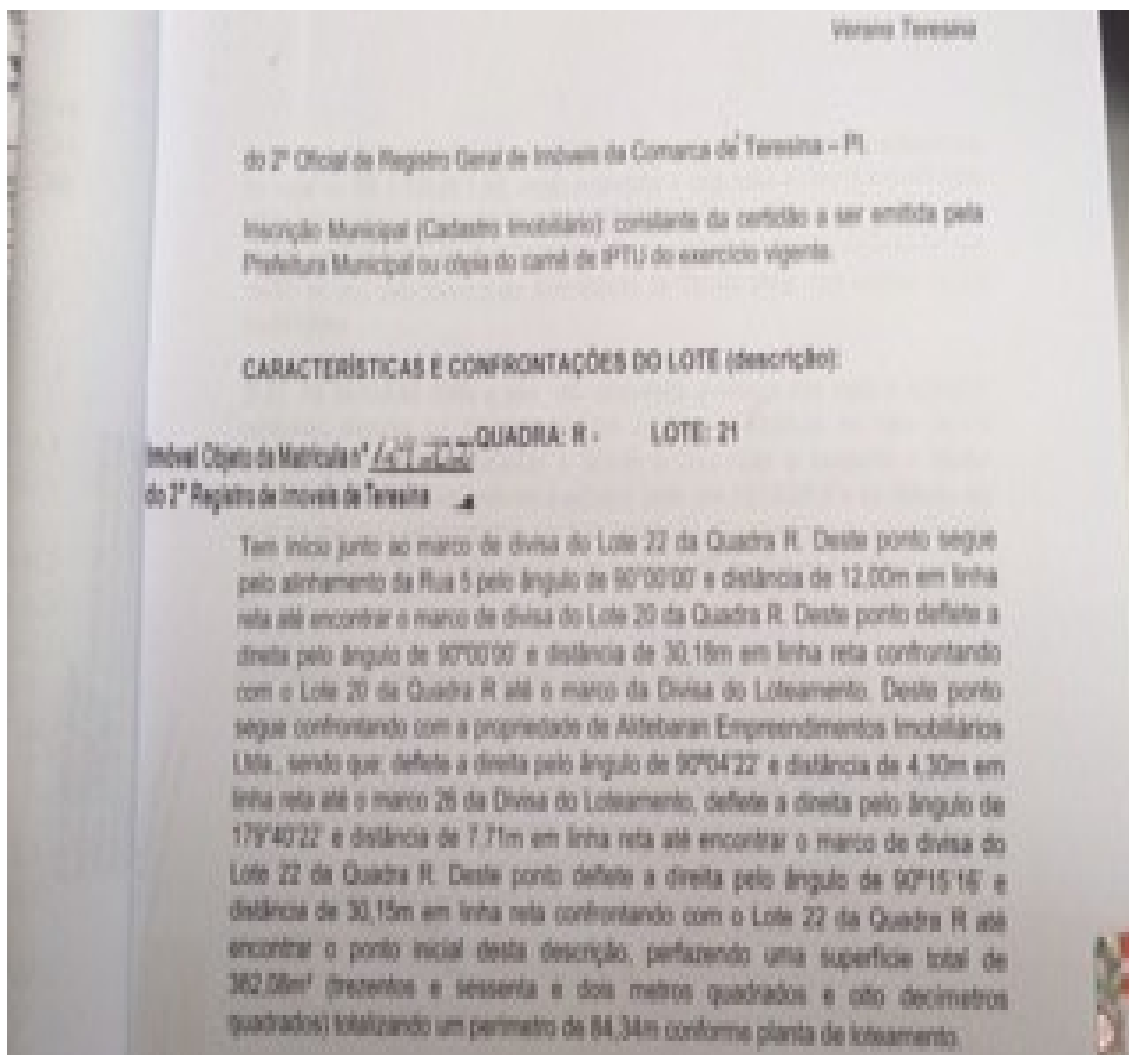 Verano Teresina
do 2º Oficial de Registro Geral de Imóveis da Comarca de Teresina – PI.
Inscrição Municipal (Cadastro Imobiliário): constante da certidão a ser emitida pela
Prefeitura Municipal ou cópia do carnê de IPTU do exercício vigente.
CARACTERÍSTICAS E CONFRONTAÇÕES DO LOTE (descrição):
QUADRA: R - LOTE: 21
Imóvel Objeto da Matricula nº
do 2º Registro de Imoveis de Teresina
Tem início junto ao marco de divisa do Lote 22 da Quadra R. Deste ponto segue
pelo alinhamento da Rua 5 pelo ângulo de 90°00'00" e distância de 12,00m em linha
reta até encontrar o marco de divisa do Lote 20 da Quadra R. Deste ponto deflete a
direita pelo ângulo de 90º00'00" e distância de 30,18m em linha reta confrontando
com o Lote 20 da Quadra R até o marco da Divisa do Loteamento. Deste ponto
segue confrontando com a propriedade de Aldebaran Empreendimentos Imobiliários
Ltda., sendo que: deflete a direita pelo ângulo de 90º04'22" e distância de 4,30m em
linha reta até o marco 26 da Divisa do Loteamento, deflete a direita pelo ângulo de
179°40'22" e distância de 7,71m em linha reta até encontrar o marco de divisa do
Lote 22 da Quadra R. Deste ponto deflete a direita pelo ângulo de 90º15'16" e
distância de 30,15m em linha reta confrontando com o Lote 22 da Quadra R até
encontrar o ponto inicial desta descrição, perfazendo uma superfície total de
362,08m² (trezentos e sessenta e dois metros quadrados e oito decímetros
quadrados) totalizando um perímetro de 84,34m conforme planta de loteamento.